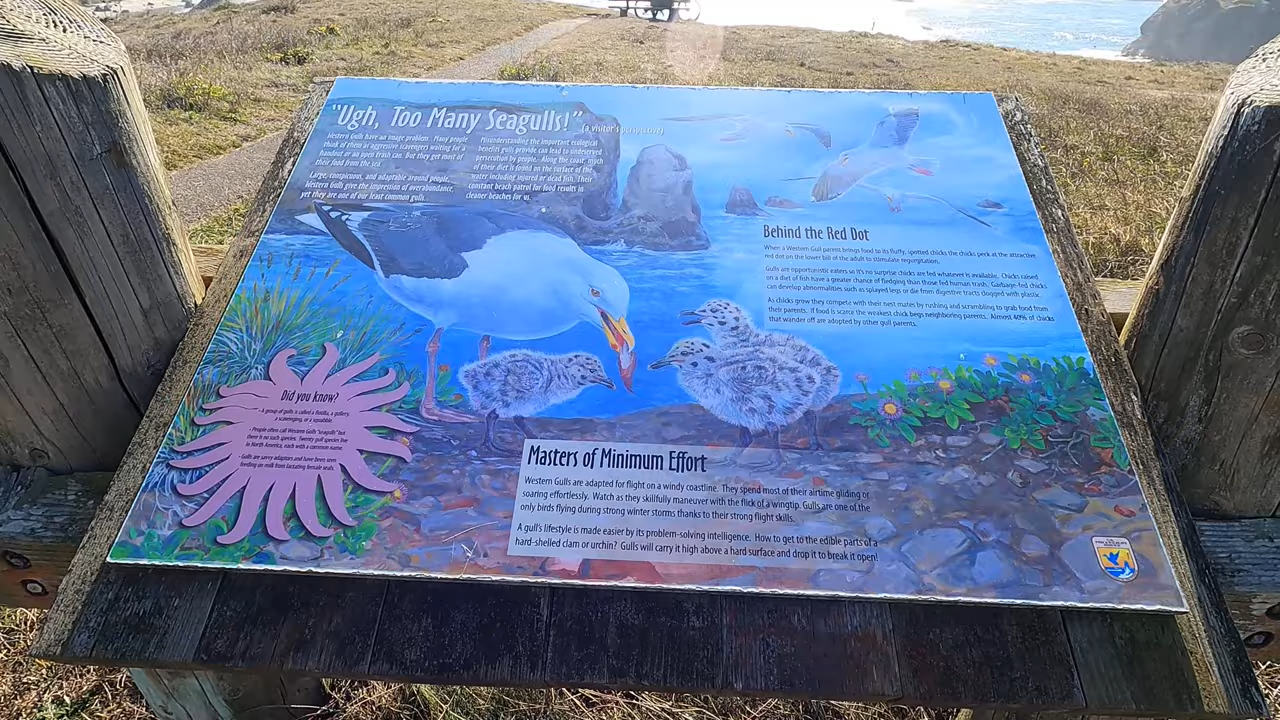 "Ugh, Too Many Seagulls!" (a visitor's perspective)
Western Gulls have an image problem. Many people
think of them as aggressive scavengers waiting for a
handout or an open trash can. But they get most of
their food from the sea.
Large, conspicuous, and adaptable around people,
Western Gulls give the impression of overabundance,
yet they are one of our least common gulls.
Misunderstanding the important ecological
benefits gulls provide can lead to undeserved
persecution by people. Along the coast, much
of their diet is found on the surface of the
water including injured or dead fish. Their
constant beach patrol for food results in
cleaner beaches for us.
Behind the Red Dot
When a Western Gull parent brings food to its fluffy, spotted chicks the chicks peck at the attractive
red dot on the lower bill of the adult to stimulate regurgitation.
Gulls are opportunistic eaters so it's no surprise chicks are fed whatever is available. Chicks raised
on a diet of fish have a greater chance of fledging than those fed human trash. Garbage-fed chicks
can develop abnormalities such as splayed legs or die from digestive tracts clogged with plastic.
As chicks grow they compete with their nest mates by rushing and scrambling to grab food from
their parents. If food is scarce the weakest chick begs neighboring parents. Almost 40% of chicks
that wander off are adopted by other gull parents.
Did you know?
- A group of gulls is called a flotilla, a gullery,
a scavenging, or a squabble.
- People often call Western Gulls "seagulls" but
there is no such species. Twenty gull species live
in North America, each with a common name.
- Gulls are savvy adaptors and have been seen
feeding on milk from lactating female seals.
Masters of Minimum Effort
Western Gulls are adapted for flight on a windy coastline. They spend most of their airtime gliding or
soaring effortlessly. Watch as they skillfully maneuver with the flick of a wingtip. Gulls are one of the
only birds flying during strong winter storms thanks to their strong flight skills.
A gull's lifestyle is made easier by its problem-solving intelligence. How to get to the edible parts of a
hard-shelled clam or urchin? Gulls will carry it high above a hard surface and drop it to break it open!